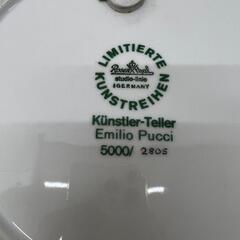 LIMITIERTE
Rosenthal
studio-linie
GERMANY
KUNSTREIHEN
Künstler-Teller
Emilio Pucci
5000/ 2805